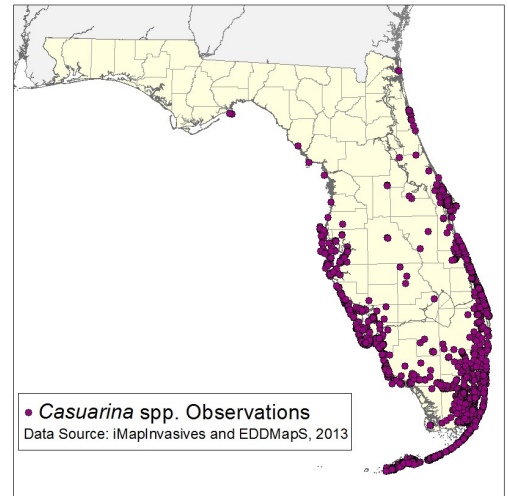 Casuarina spp. Observations
Data Source: iMapInvasives and EDDMapS, 2013